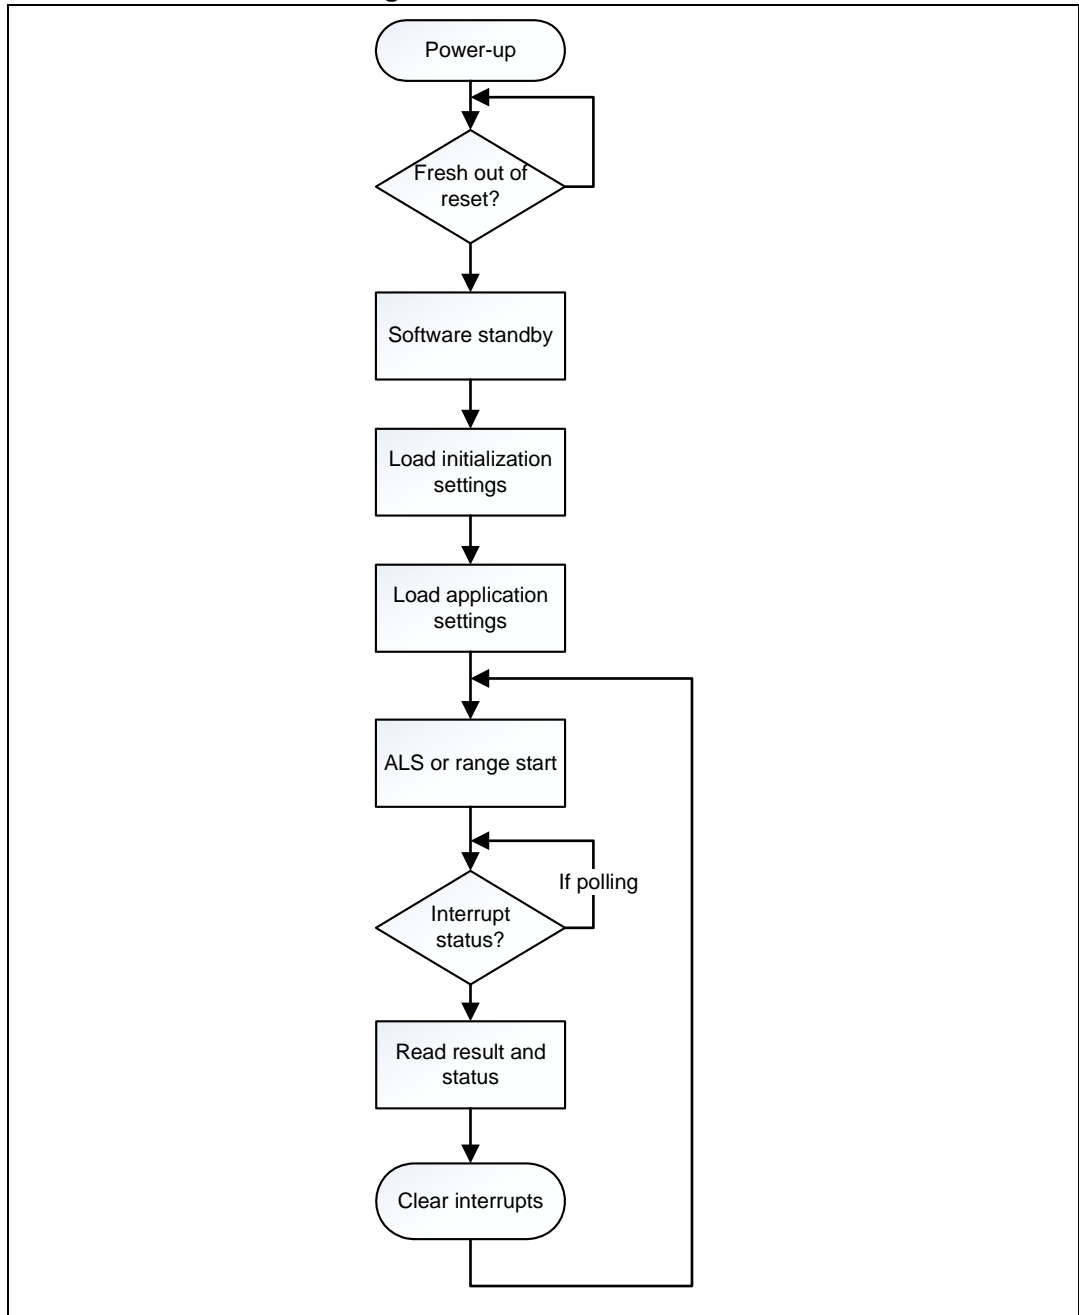 Power-up
Fresh out of
reset?
Software standby
Load initialization
settings
Load application
settings
ALS or range start
If polling
Interrupt
status?
Read result and
status
Clear interrupts